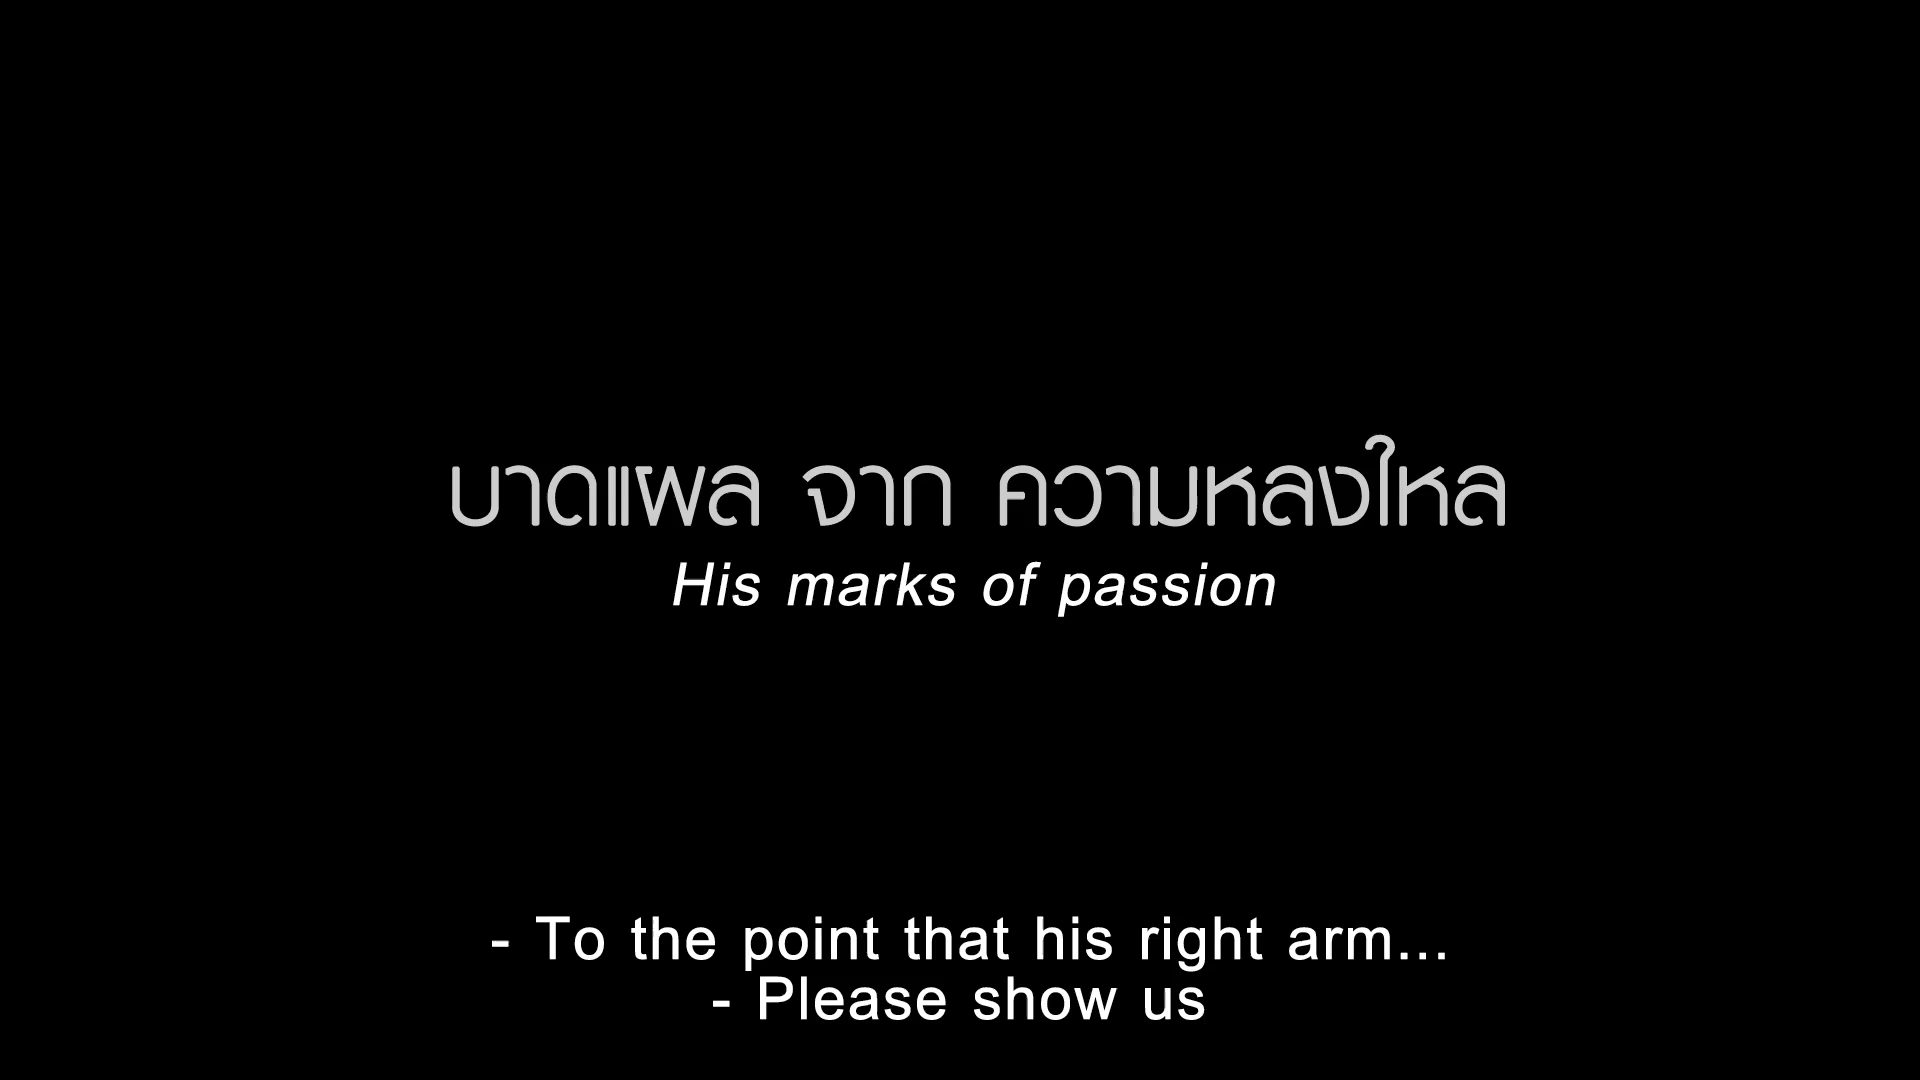 บาดแผล จาก ความหลงใหล
His marks of passion
- To the point that his right arm...
- Please show us